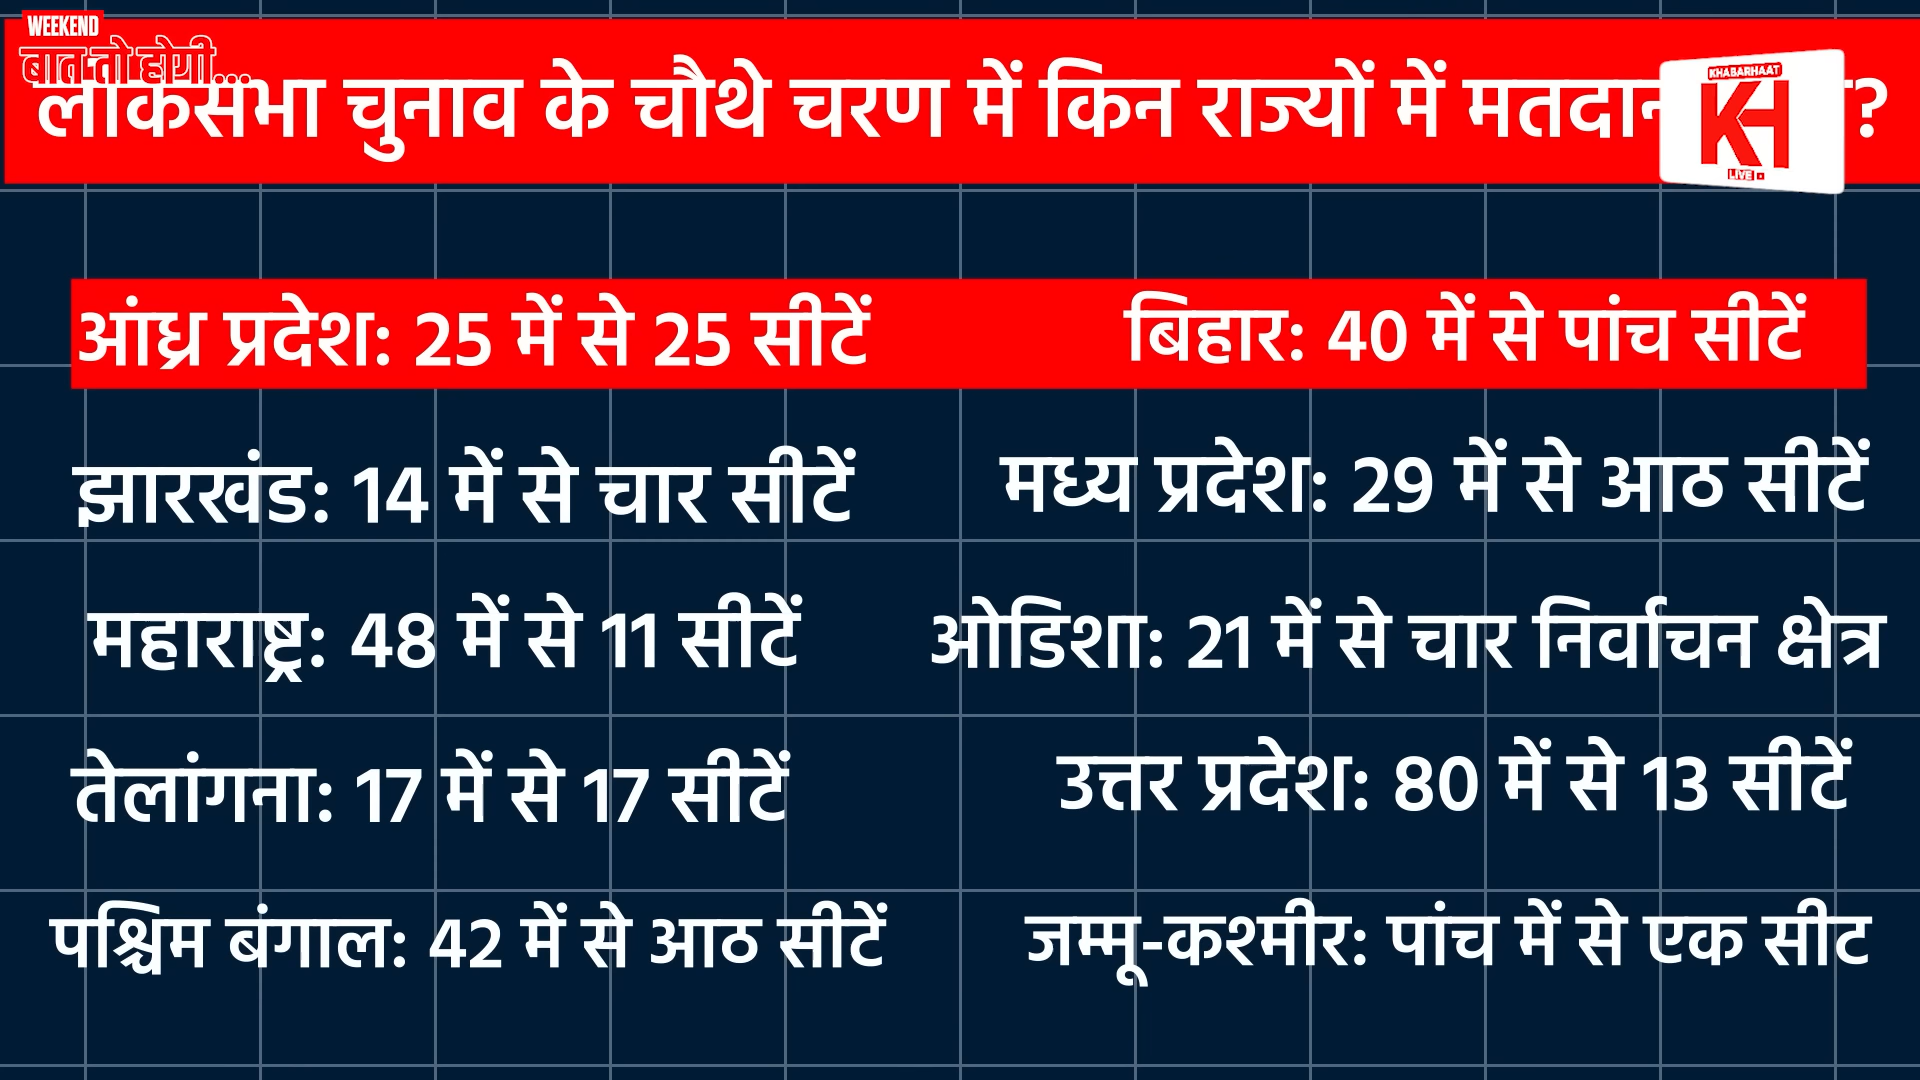 WEEKEND
बात तो होगी...
लोकसभा चुनाव के चौथे चरण में किन राज्यों में मतदान ?
KHABARHAAT
KH
LIVE
आंध्र प्रदेश: 25 में से 25 सीटें
बिहार: 40 में से पांच सीटें
झारखंड: 14 में से चार सीटें
मध्य प्रदेश: 29 में से आठ सीटें
महाराष्ट्र: 48 में से 11 सीटें
ओडिशा: 21 में से चार निर्वाचन क्षेत्र
तेलांगना: 17 में से 17 सीटें
उत्तर प्रदेश: 80 में से 13 सीटें
पश्चिम बंगाल: 42 में से आठ सीटें
जम्मू-कश्मीर: पांच में से एक सीट